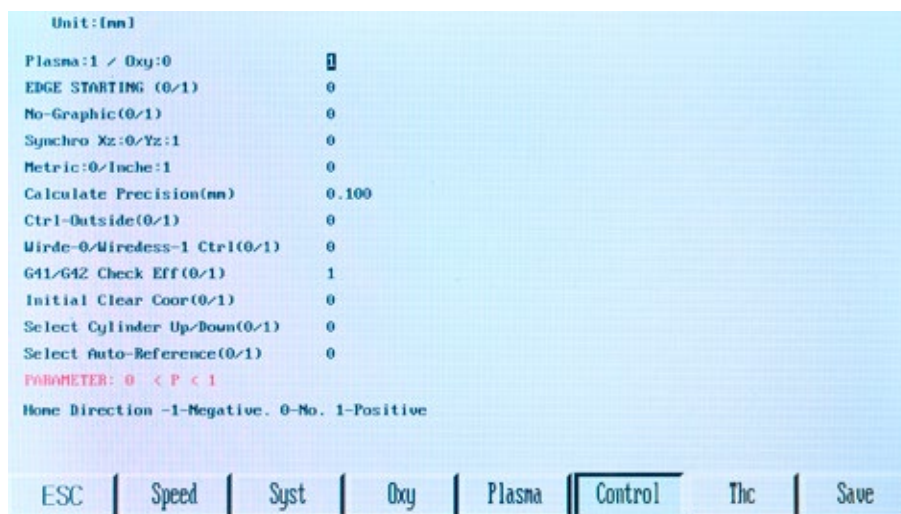 Unit:[mm]
Plasma:1 / Oxy:0 1
EDGE STARTING (0/1) 0
No-Graphic(0/1) 0
Synchro Xz:0/Yz:1 0
Metric:0/Inche:1 0
Calculate Precision(mm) 0.100
Ctrl-Outside(0/1) 0
Wirde-0/Wiredess-1 Ctrl(0/1) 0
G41/G42 Check Eff(0/1) 1
Initial Clear Coor(0/1) 0
Select Cylinder Up/Down(0/1) 0
Select Auto-Reference(0/1) 0
PARAMETER: 0 < P < 1
Home Direction -1-Negative. 0-No. 1-Positive
ESC Speed Syst Oxy Plasma Control Thc Save